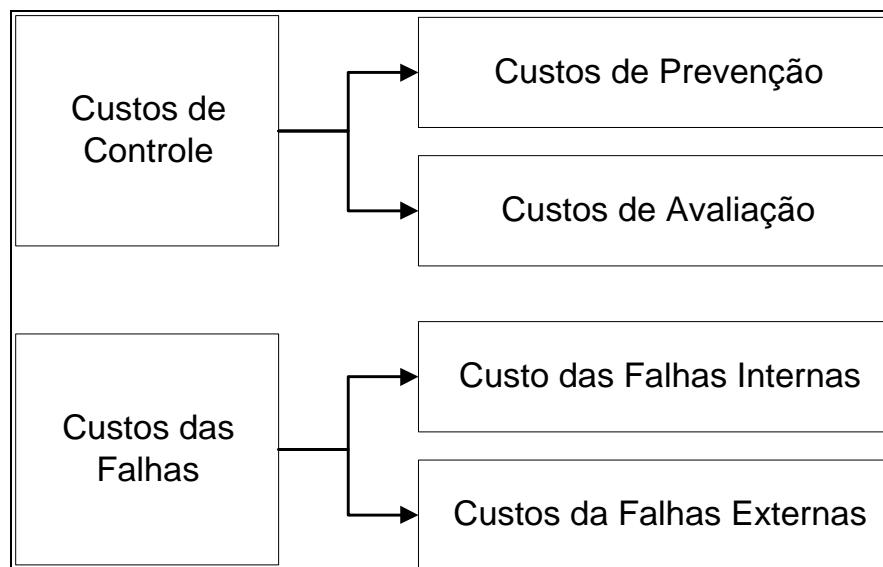 Custos de
Controle
Custos de Prevenção
Custos de Avaliação
Custos das
Falhas
Custo das Falhas Internas
Custos da Falhas Externas